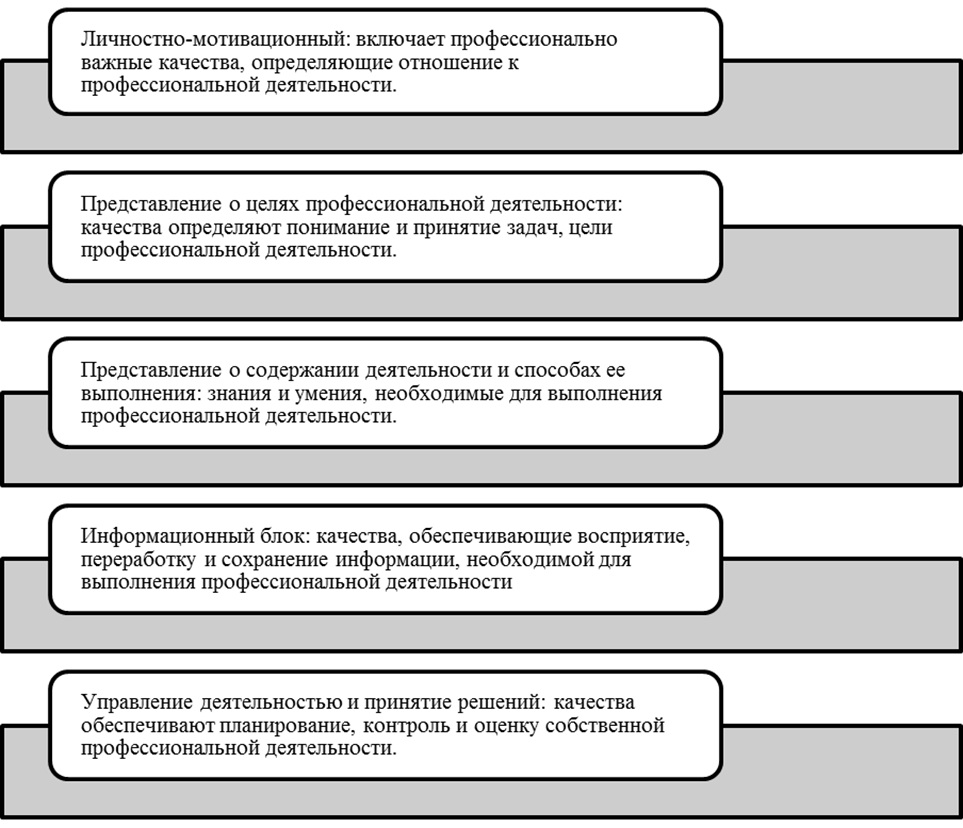 Личностно-мотивационный: включает профессионально
важные качества, определяющие отношение к
профессиональной деятельности.
Представление о целях профессиональной деятельности:
качества определяют понимание и принятие задач, цели
профессиональной деятельности.
Представление о содержании деятельности и способах ее
выполнения: знания и умения, необходимые для выполнения
профессиональной деятельности.
Информационный блок: качества, обеспечивающие восприятие,
переработку и сохранение информации, необходимой для
выполнения профессиональной деятельности
Управление деятельностью и принятие решений: качества
обеспечивают планирование, контроль и оценку собственной
профессиональной деятельности.